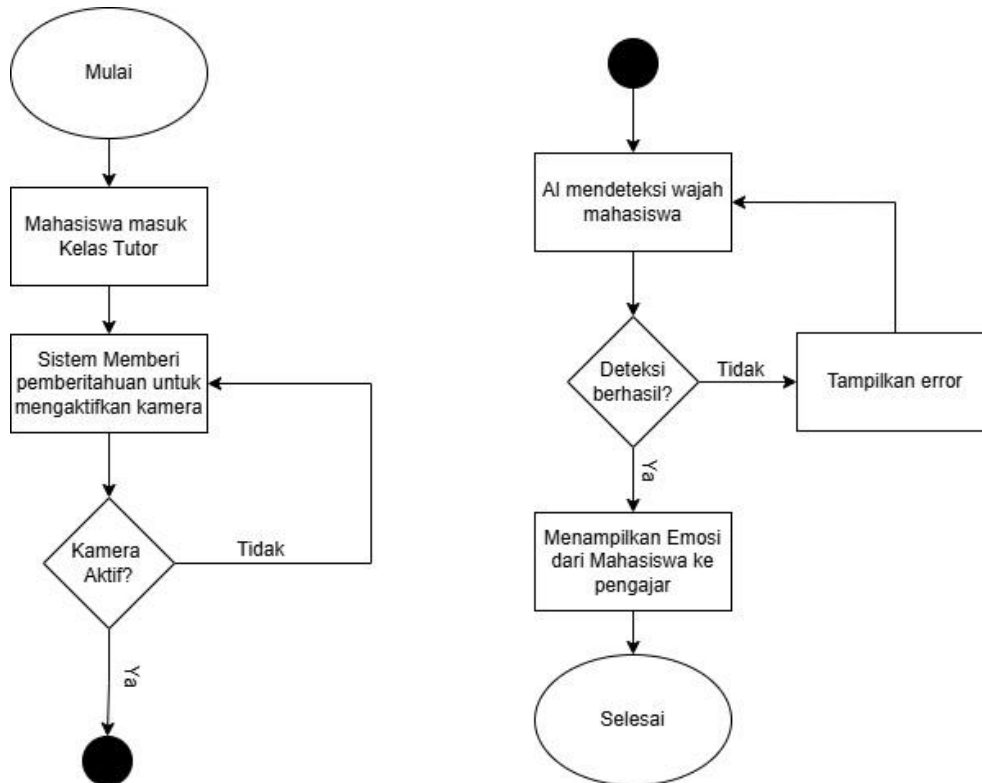 Mulai
Mahasiswa masuk
Kelas Tutor
Sistem Memberi
pemberitahuan untuk
mengaktifkan kamera
Kamera
Aktif?
Tidak
Ya
AI mendeteksi wajah
mahasiswa
Deteksi
berhasil?
Tidak
Tampilkan error
Ya
Menampilkan Emosi
dari Mahasiswa ke
pengajar
Selesai